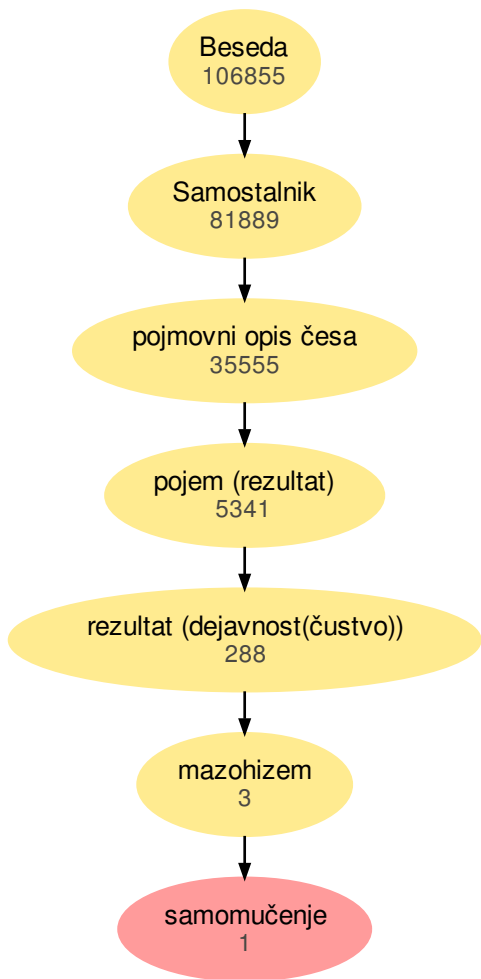 Beseda
106855
Samostalnik
81889
pojmovni opis česa
35555
pojem (rezultat)
5341
rezultat (dejavnost(čustvo))
288
mazohizem
3
samomučenje
1